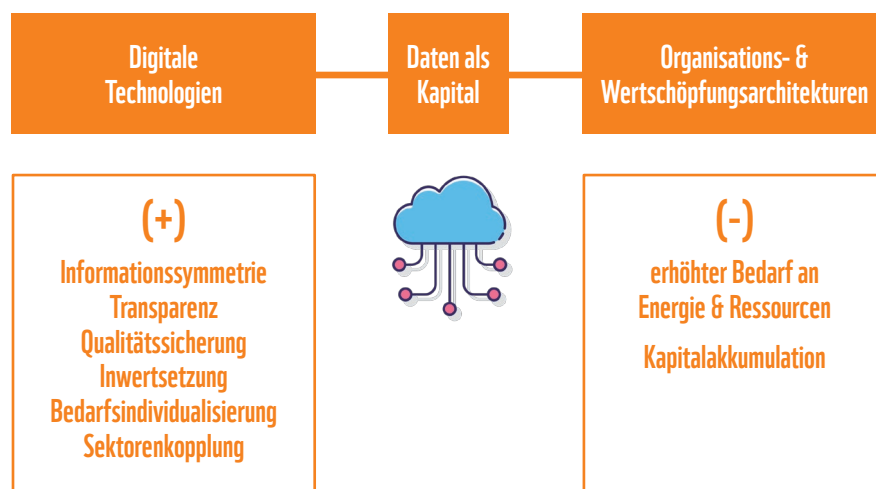 Digitale
Technologien
Daten als
Kapital
Organisations- &
Wertschöpfungsarchitekturen
(+)
Informationssymmetrie
Transparenz
Qualitätssicherung
Inwertsetzung
Bedarfsindividualisierung
Sektorenkopplung
(-)
erhöhter Bedarf an
Energie & Ressourcen
Kapitalakkumulation